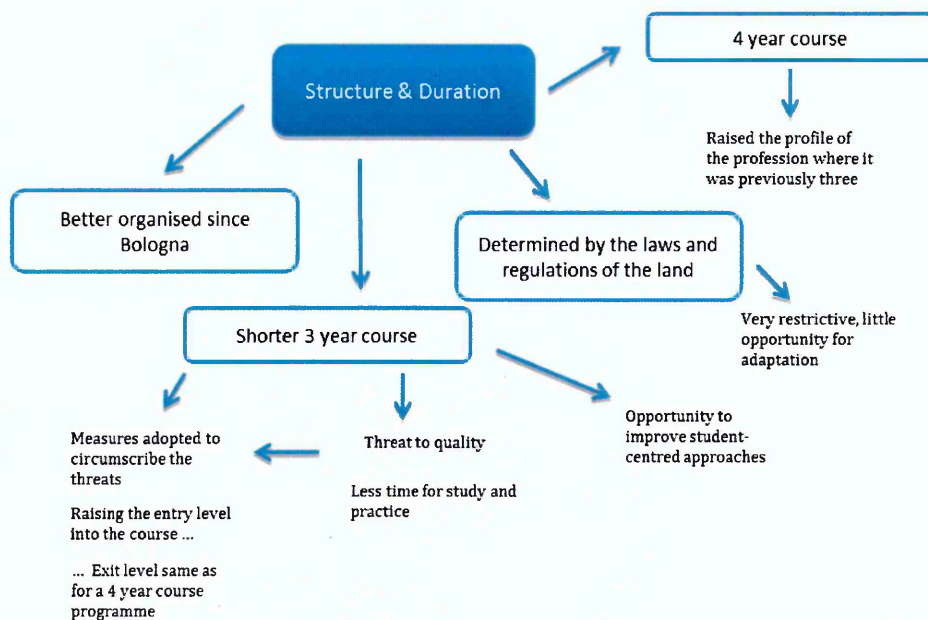 Structure & Duration
4 year course
Raised the profile of
the profession where it
was previously three
Better organised since
Bologna
Determined by the laws and
regulations of the land
Very restrictive, little
opportunity for
adaptation
Shorter 3 year course
Measures adopted to
circumscribe the
threats
Raising the entry level
into the course ...
... Exit level same as
for a 4 year course
programme
Threat to quality
Less time for study and
practice
Opportunity to
improve student-
centred approaches